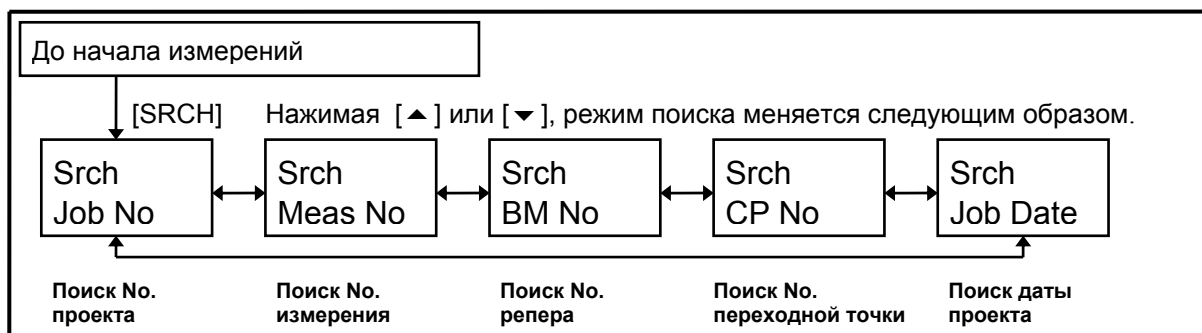 До начала измерений
[SRCH] Нажимая [▲] или [▼], режим поиска меняется следующим образом.
Srch
Job No
Srch
Meas No
Srch
BM No
Srch
CP No
Srch
Job Date
Поиск No.
проекта
Поиск No.
измерения
Поиск No.
репера
Поиск No.
переходной точки
Поиск даты
проекта